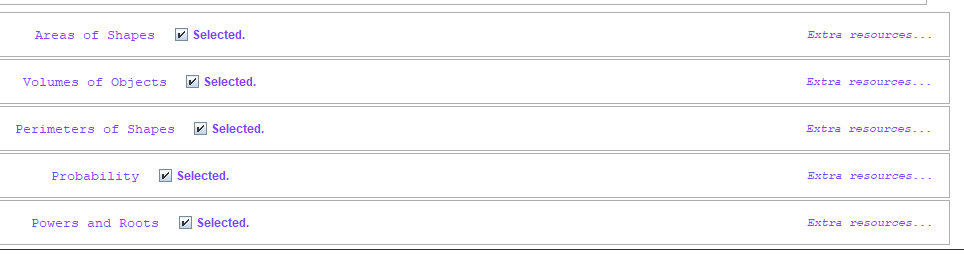 Areas of Shapes Selected. Extra resources...
Volumes of Objects Selected. Extra resources...
Perimeters of Shapes Selected. Extra resources...
Probability Selected. Extra resources...
Powers and Roots Selected. Extra resources...